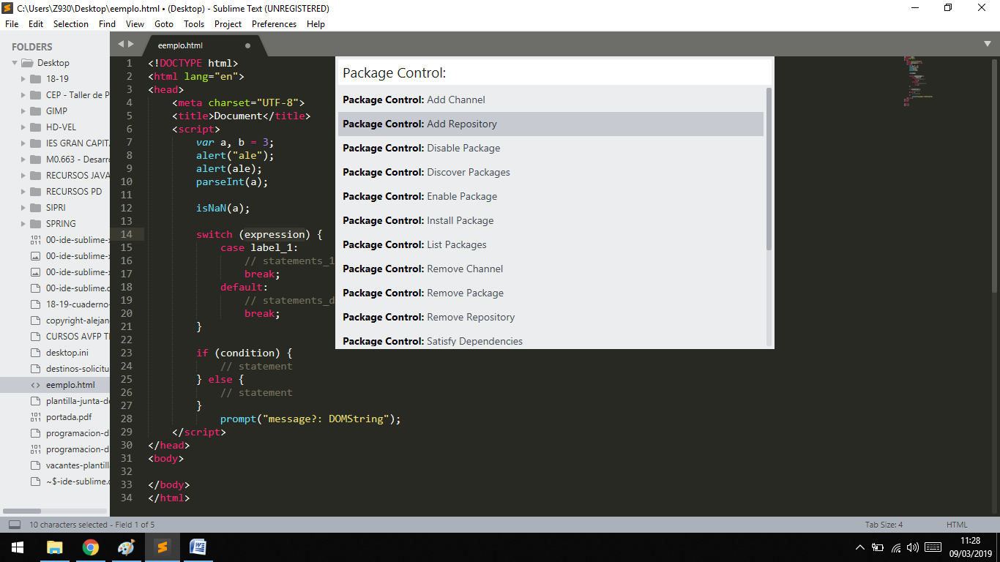 C:\Users\Z930\Desktop\eemplo.html • (Desktop) - Sublime Text (UNREGISTERED)
File Edit Selection Find View Goto Tools Project Preferences Help
FOLDERS
Desktop
18-19
CEP - Taller de P
GIMP
HD-VEL
IES GRAN CAPITA
M0.663 - Desarro
RECURSOS JAVA
RECURSOS PD
SIPRI
SPRING
00-ide-sublime-x
00-ide-sublime-x
00-ide-sublime-x
00-ide-sublime.o
18-19-cuaderno-
copyright-alejan
CURSOS AVFP TI
desktop.ini
destinos-solicitu
eemplo.html
plantilla-junta-de
portada.pdf
programacion-d
programacion-d
vacantes-plantill
~$-ide-sublime.o
eemplo.html
1 <!DOCTYPE html>
2 <html lang="en">
3 <head>
4 <meta charset="UTF-8">
5 <title>Document</title>
6 <script>
7 var a, b = 3;
8 alert("ale");
9 alert(ale);
10 parseInt(a);
11
12 isNaN(a);
13
14 switch (expression) {
15 case label_1:
16 // statements_1
17 break;
18 default:
19 // statements_d
20 break;
21 }
22
23 if (condition) {
24 // statement
25 } else {
26 // statement
27 }
28 prompt("message?: DOMString");
29 </script>
30 </head>
31 <body>
32
33 </body>
34 </html>
Package Control:
Package Control: Add Channel
Package Control: Add Repository
Package Control: Disable Package
Package Control: Discover Packages
Package Control: Enable Package
Package Control: Install Package
Package Control: List Packages
Package Control: Remove Channel
Package Control: Remove Package
Package Control: Remove Repository
Package Control: Satisfy Dependencies
10 characters selected - Field 1 of 5
Tab Size: 4
HTML
11:28
09/03/2019